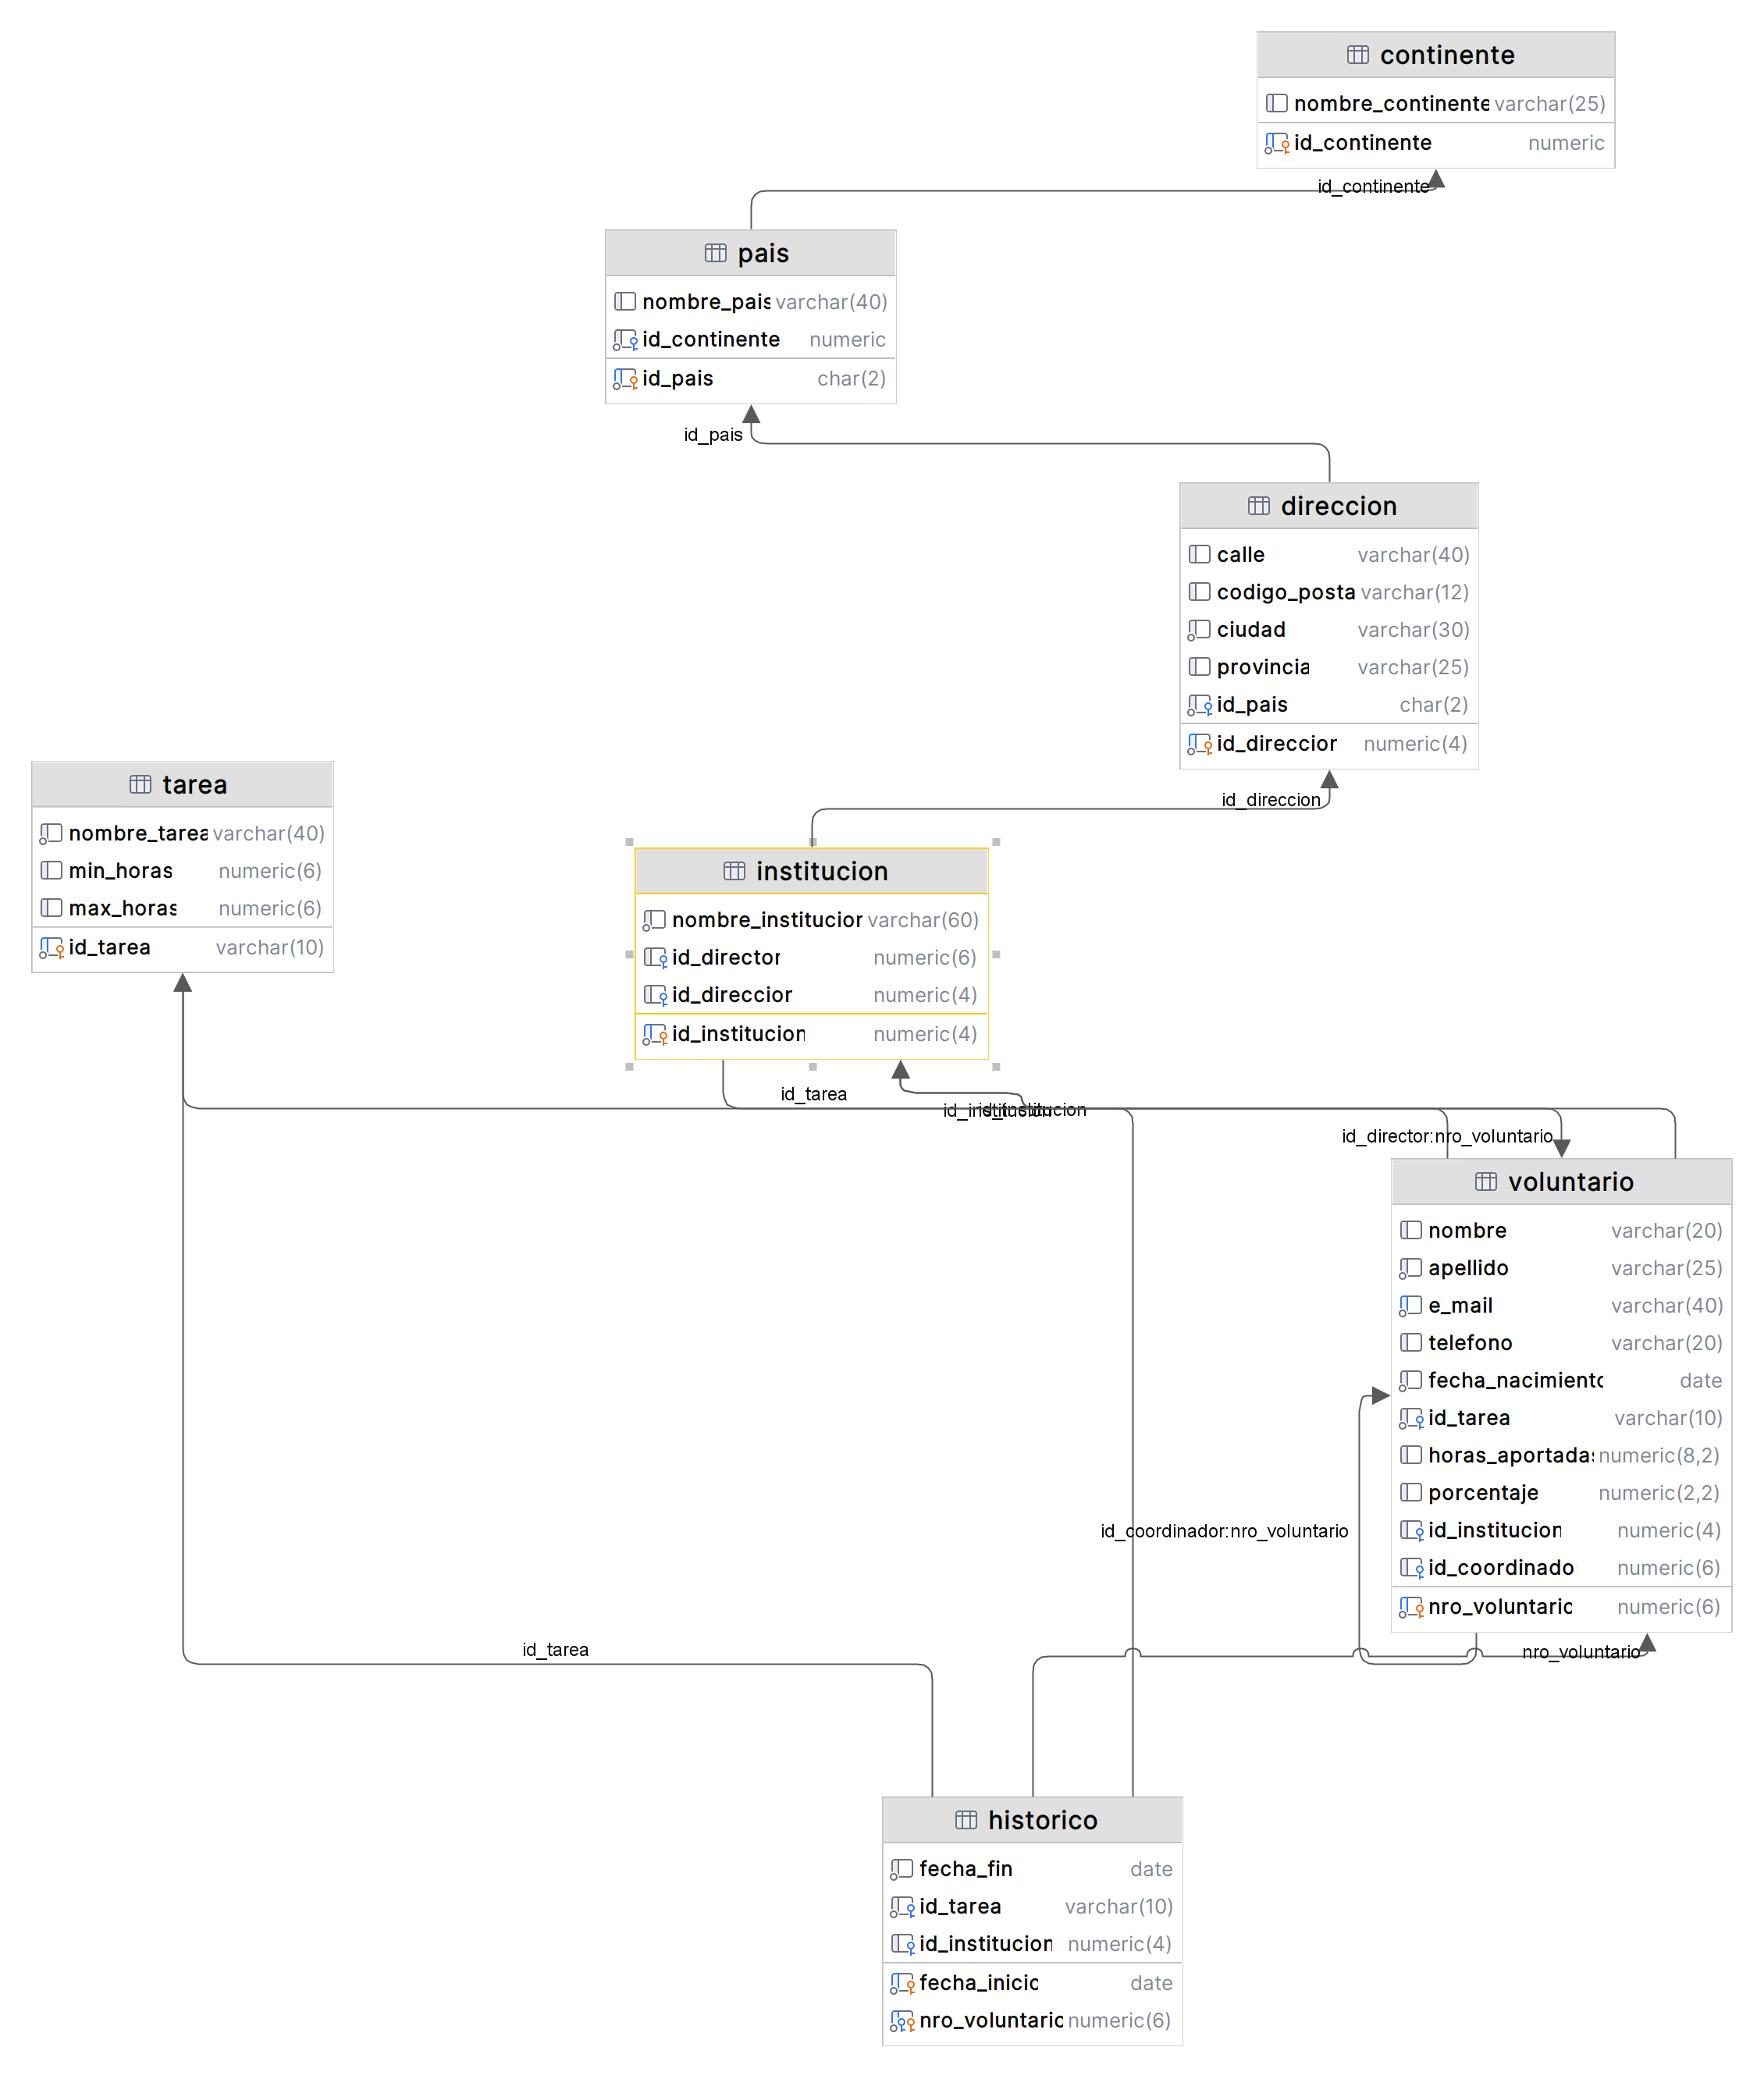 continente
nombre_continente varchar(25)
id_continente numeric
id_continente
pais
nombre_pais varchar(40)
id_continente numeric
id_pais char(2)
id_pais
direccion
calle varchar(40)
codigo_posta varchar(12)
ciudad varchar(30)
provincia varchar(25)
id_pais char(2)
id_direccior numeric(4)
id_direccion
tarea
nombre_tarea varchar(40)
min_horas numeric(6)
max_horas numeric(6)
id_tarea varchar(10)
institucion
nombre_institucior varchar(60)
id_director numeric(6)
id_direccior numeric(4)
id_institucion numeric(4)
id_tarea
id_institucion
id_institucion
id_director:nro_voluntario
voluntario
nombre varchar(20)
apellido varchar(25)
e_mail varchar(40)
telefono varchar(20)
fecha_nacimiento date
id_tarea varchar(10)
horas_aportadas numeric(8,2)
porcentaje numeric(2,2)
id_institucion numeric(4)
id_coordinado numeric(6)
nro_voluntario numeric(6)
id_coordinador:nro_voluntario
id_tarea
nro_voluntario
historico
fecha_fin date
id_tarea varchar(10)
id_institucion numeric(4)
fecha_inicio date
nro_voluntario numeric(6)